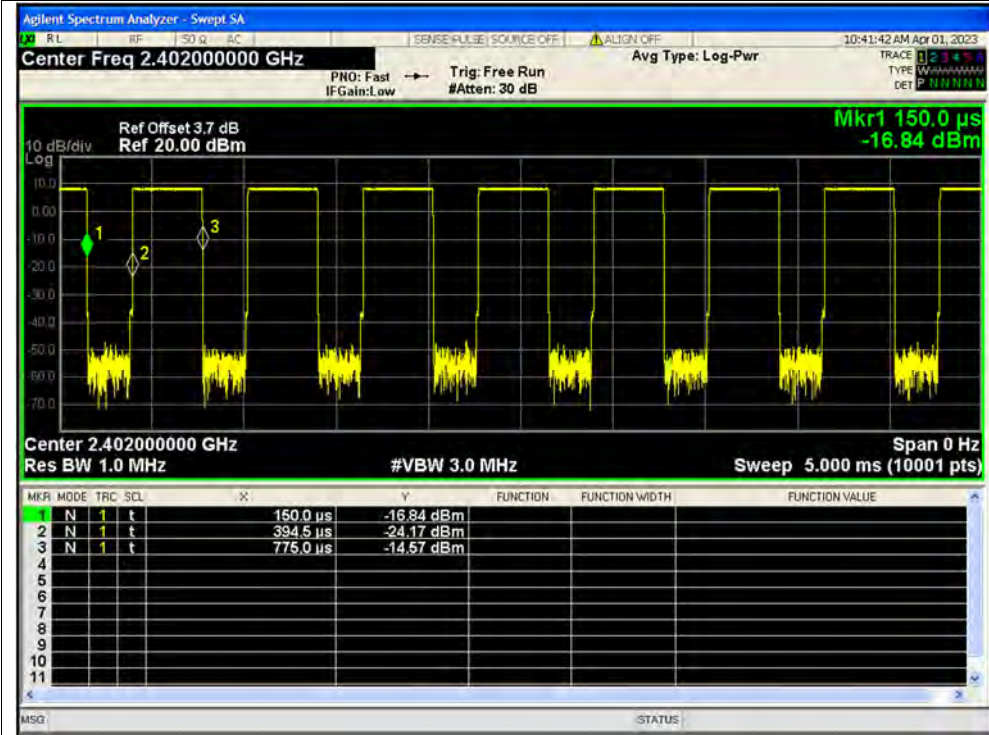 Agilent Spectrum Analyzer - Swept SA
RL RF 50 Ω AC SENSE:PULSE SOURCE OFF ALIGN OFF 10:41:42 AM Apr 01, 2023
Center Freq 2.402000000 GHz Avg Type: Log-Pwr TRACE 1 2 3 4 5 6
PNO: Fast Trig: Free Run TYPE
IFGain:Low #Atten: 30 dB DET P N N N N N
Mkr1 150.0 µs
Ref Offset 3.7 dB
10 dB/div Ref 20.00 dBm -16.84 dBm
Log
10.0
0.00
-10.0
-20.0
-30.0
-40.0
-50.0
-60.0
-70.0
1
2
3
Center 2.402000000 GHz Span 0 Hz
Res BW 1.0 MHz #VBW 3.0 MHz Sweep 5.000 ms (10001 pts)
MKR MODE TRC SCL X Y FUNCTION FUNCTION WIDTH FUNCTION VALUE
1 N 1 t 150.0 µs -16.84 dBm
2 N 1 t 394.5 µs -24.17 dBm
3 N 1 t 775.0 µs -14.57 dBm
4
5
6
7
8
9
10
11
MSG STATUS